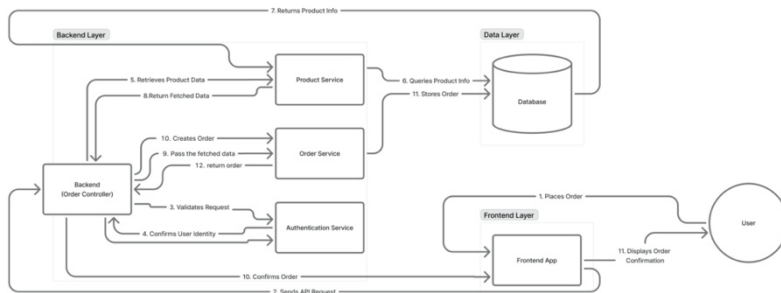 7. Returns Product Info
Backend Layer
Data Layer
5. Retrieves Product Data
Product Service
6. Queries Product Info
8.Return Fetched Data
11. Stores Order
Database
10. Creates Order
9. Pass the fetched data
Order Service
12. return order
Backend
(Order Controller)
3. Validates Request
1. Places Order
4. Confirms User Identity
Authentication Service
Frontend Layer
User
Frontend App
11. Displays Order
Confirmation
10. Confirms Order
2. Sends API Request